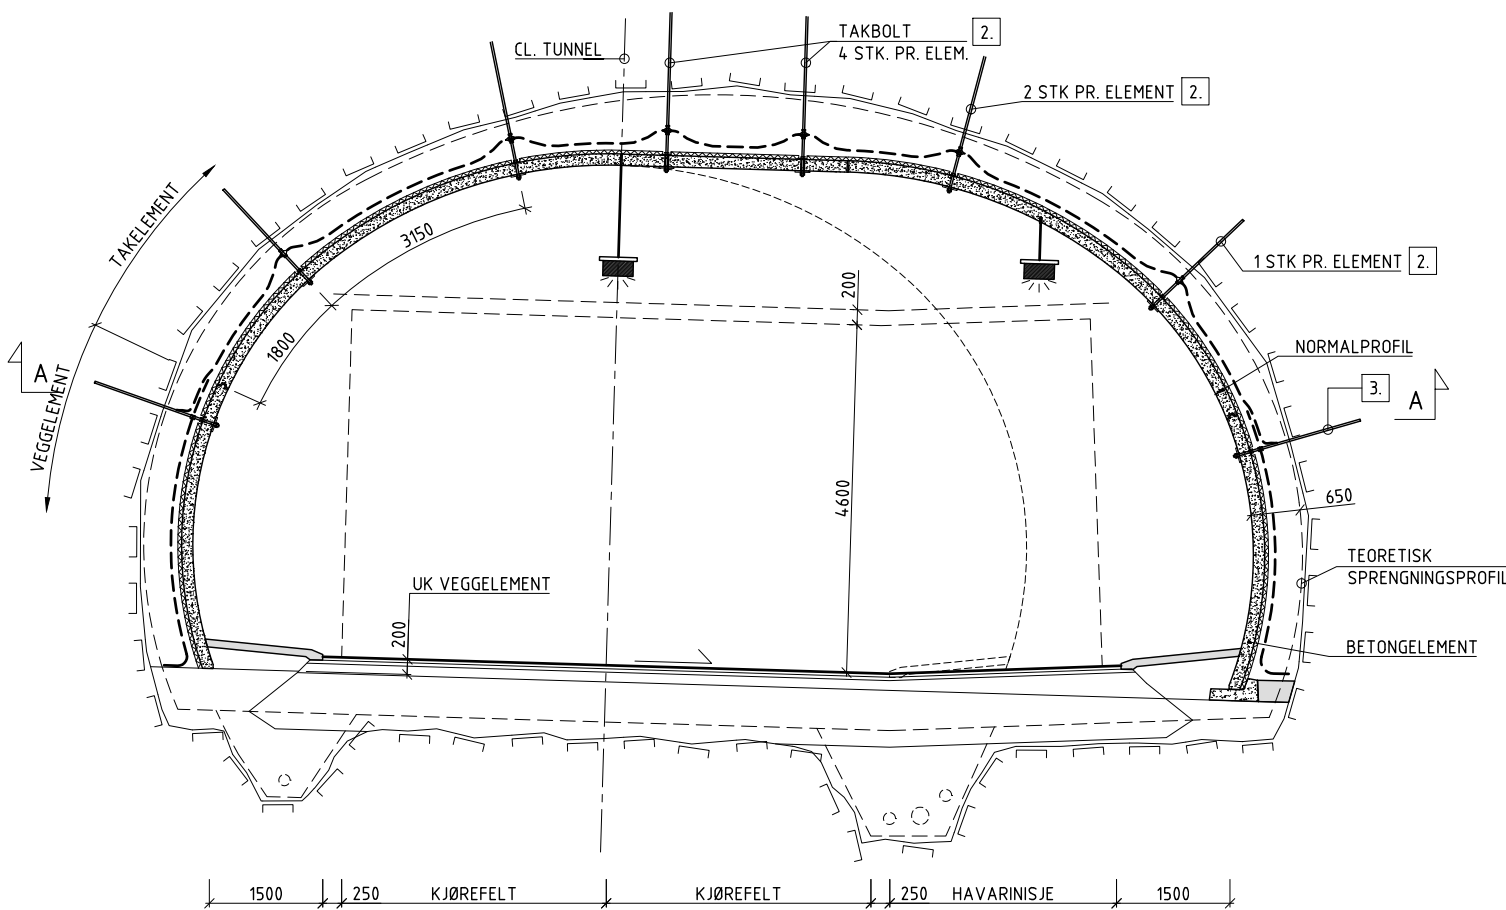 CL. TUNNEL
TAKBOLT
4 STK. PR. ELEM.
2.
2 STK PR. ELEMENT
2.
TAKELEMENT
3150
1 STK PR. ELEMENT
2.
200
1800
NORMALPROFIL
A
VEGGELEMENT
3.
A
4600
650
TEORETISK
SPRENGNINGSPROFIL
UK VEGGELEMENT
200
BETONGELEMENT
1500
250
KJØREFELT
KJØREFELT
250
HAVARINISJE
1500